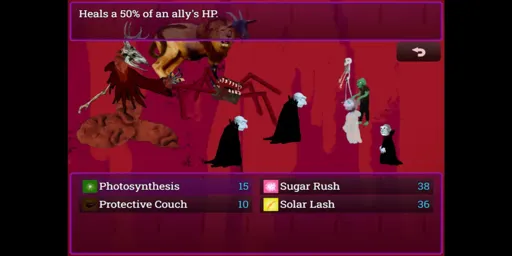 Heals a 50% of an ally's HP.
Photosynthesis 15 Sugar Rush 38
Protective Couch 10 Solar Lash 36